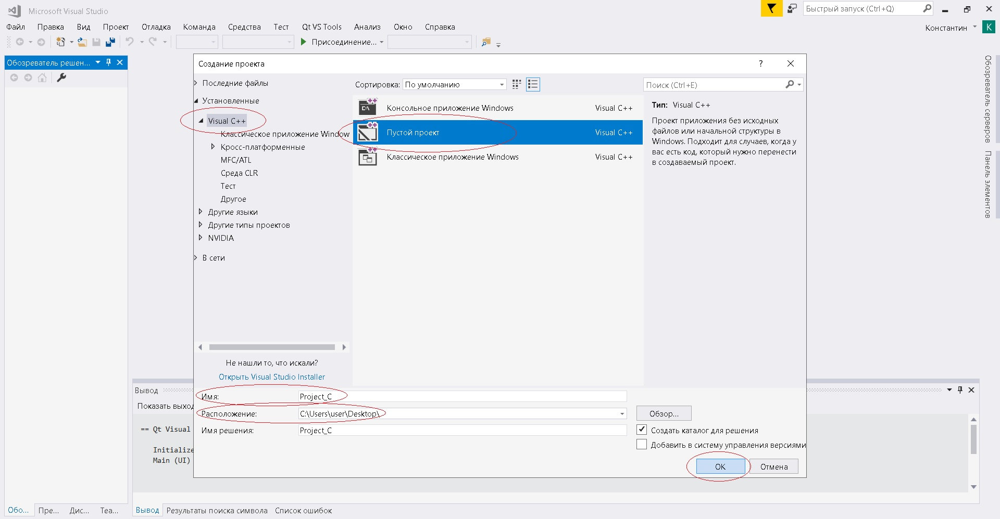 Microsoft Visual Studio
Быстрый запуск (Ctrl+Q)
Файл Правка Вид Проект Отладка Команда Средства Тест Qt VS Tools Анализ Окно Справка
Константин K
Присоединение...
Обозреватель решен...
Создание проекта
?
Последние файлы
Установленные
Visual C++
Классическое приложение Window
Кросс-платформенные
MFC/ATL
Среда CLR
Тест
Другое
Другие языки
Другие типы проектов
NVIDIA
В сети
Не нашли то, что искали?
Открыть Visual Studio Installer
Сортировка: По умолчанию
Консольное приложение Windows Visual C++
Пустой проект Visual C++
Классическое приложение Windows Visual C++
Поиск (Ctrl+E)
Тип: Visual C++
Проект приложения без исходных
файлов или начальной структуры в
Windows. Подходит для случаев, когда у
вас есть код, который нужно перенести
в создаваемый проект.
Имя: Project_C
Расположение: C:\Users\user\Desktop\
Обзор...
Имя решения: Project_C
Создать каталог для решения
Добавить в систему управления версиями
OK Отмена
Обозреватель серверов
Панель элементов
Вывод
Показать выход
== Qt Visual
Initialize
Main (UI)
Обо... Пре... Дис... Tea...
Вывод Результаты поиска символа Список ошибок